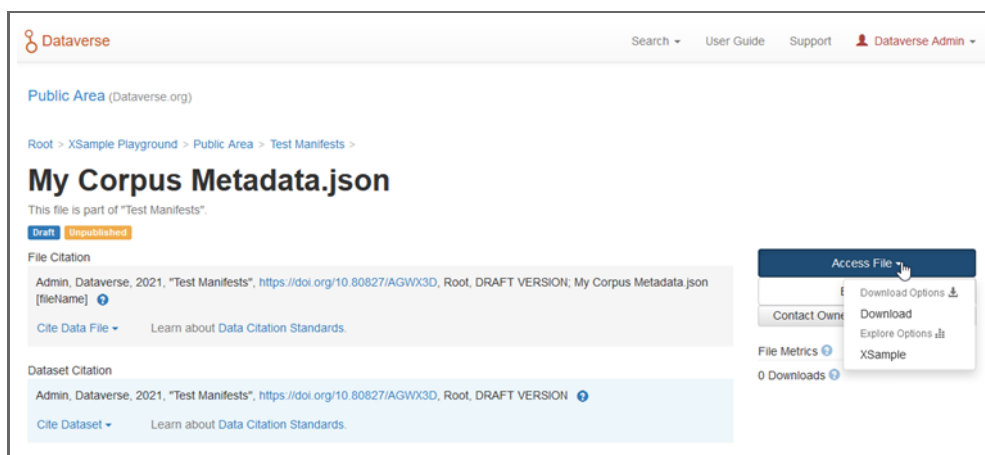 Dataverse
Search User Guide Support Dataverse Admin
Public Area (Dataverse.org)
Root > XSample Playground > Public Area > Test Manifests >
My Corpus Metadata.json
This file is part of "Test Manifests".
Draft Unpublished
File Citation
Admin, Dataverse, 2021, "Test Manifests", https://doi.org/10.80827/AGWX3D, Root, DRAFT VERSION; My Corpus Metadata.json
[fileName] ?
Cite Data File Learn about Data Citation Standards.
Dataset Citation
Admin, Dataverse, 2021, "Test Manifests", https://doi.org/10.80827/AGWX3D, Root, DRAFT VERSION ?
Cite Dataset Learn about Data Citation Standards.
Access File
Download Options
Download
Contact Owne
Explore Options
XSample
File Metrics ?
0 Downloads ?